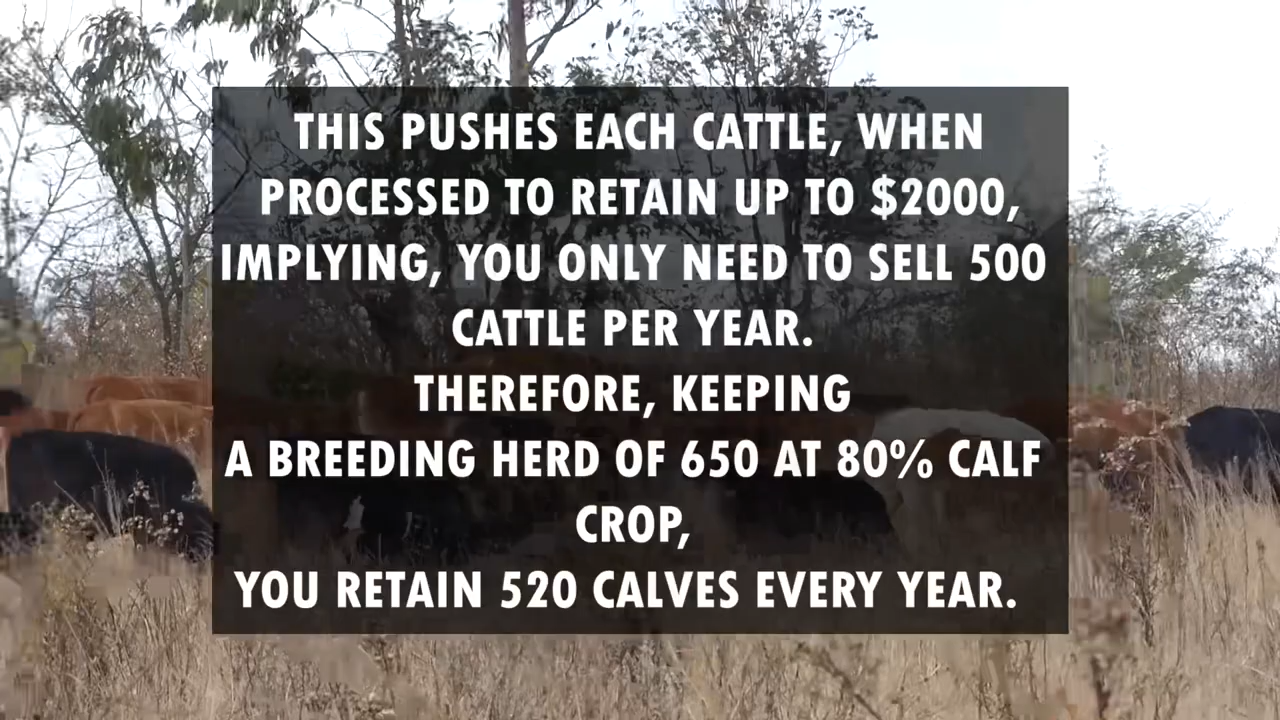 THIS PUSHES EACH CATTLE, WHEN
PROCESSED TO RETAIN UP TO $2000,
IMPLYING, YOU ONLY NEED TO SELL 500
CATTLE PER YEAR.
THEREFORE, KEEPING
A BREEDING HERD OF 650 AT 80% CALF
CROP,
YOU RETAIN 520 CALVES EVERY YEAR.